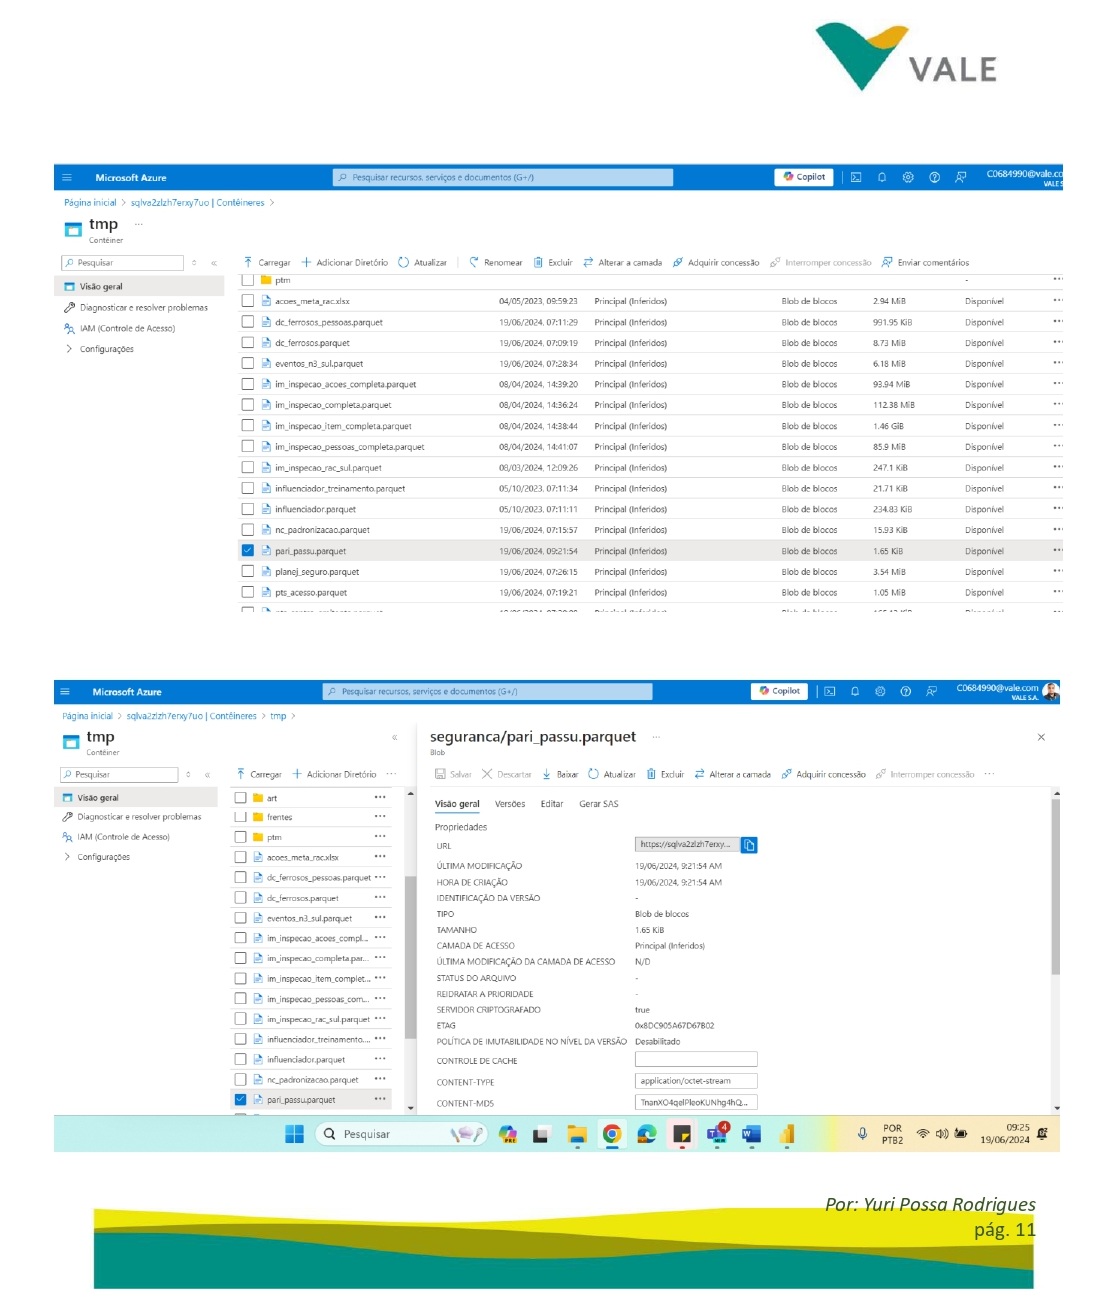 VALE
Microsoft Azure
Pesquisar recursos, serviços e documentos (G+/)
Copilot
C0684990@vale.co
VALE S
Página inicial > sqlva2zlzh7erxy7uo | Contêineres >
tmp ...
Contêiner
Pesquisar
Carregar Adicionar Diretório Atualizar Renomear Excluir Alterar a camada Adquirir concessão Interromper concessão Enviar comentários
Visão geral
Diagnosticar e resolver problemas
IAM (Controle de Acesso)
Configurações
ptm - ...
acoes_meta_rac.xlsx 04/05/2023, 09:59:23 Principal (Inferidos) Blob de blocos 2.94 MiB Disponível ...
dc_ferrosos_pessoas.parquet 19/06/2024, 07:11:29 Principal (Inferidos) Blob de blocos 991.95 KiB Disponível ...
dc_ferrosos.parquet 19/06/2024, 07:09:19 Principal (Inferidos) Blob de blocos 8.73 MiB Disponível ...
eventos_n3_sul.parquet 19/06/2024, 07:28:34 Principal (Inferidos) Blob de blocos 6.18 MiB Disponível ...
im_inspecao_acoes_completa.parquet 08/04/2024, 14:39:20 Principal (Inferidos) Blob de blocos 93.94 MiB Disponível ...
im_inspecao_completa.parquet 08/04/2024, 14:36:24 Principal (Inferidos) Blob de blocos 112.38 MiB Disponível ...
im_inspecao_item_completa.parquet 08/04/2024, 14:38:44 Principal (Inferidos) Blob de blocos 1.46 GiB Disponível ...
im_inspecao_pessoas_completa.parquet 08/04/2024, 14:41:07 Principal (Inferidos) Blob de blocos 85.9 MiB Disponível ...
im_inspecao_rac_sul.parquet 08/03/2024, 12:09:26 Principal (Inferidos) Blob de blocos 247.1 KiB Disponível ...
influenciador_treinamento.parquet 05/10/2023, 07:11:34 Principal (Inferidos) Blob de blocos 21.71 KiB Disponível ...
influenciador.parquet 05/10/2023, 07:11:11 Principal (Inferidos) Blob de blocos 234.83 KiB Disponível ...
nc_padronizacao.parquet 19/06/2024, 07:15:57 Principal (Inferidos) Blob de blocos 15.93 KiB Disponível ...
pari_passu.parquet 19/06/2024, 09:21:54 Principal (Inferidos) Blob de blocos 1.65 KiB Disponível ...
planej_seguro.parquet 19/06/2024, 07:26:15 Principal (Inferidos) Blob de blocos 3.54 MiB Disponível ...
pts_acesso.parquet 19/06/2024, 07:19:21 Principal (Inferidos) Blob de blocos 1.05 MiB Disponível ...
Microsoft Azure
Pesquisar recursos, serviços e documentos (G+/)
Copilot
C0684990@vale.com
VALE S.A.
Página inicial > sqlva2zlzh7erxy7uo | Contêineres > tmp >
tmp
Contêiner
Pesquisar
Visão geral
Diagnosticar e resolver problemas
IAM (Controle de Acesso)
Configurações
Carregar Adicionar Diretório ...
art ...
frentes ...
ptm ...
acoes_meta_rac.xlsx ...
dc_ferrosos_pessoas.parquet ...
dc_ferrosos.parquet ...
eventos_n3_sul.parquet ...
im_inspecao_acoes_compl... ...
im_inspecao_completa.par... ...
im_inspecao_item_complet... ...
im_inspecao_pessoas_com... ...
im_inspecao_rac_sul.parquet ...
influenciador_treinamento.... ...
influenciador.parquet ...
nc_padronizacao.parquet ...
pari_passu.parquet ...
seguranca/pari_passu.parquet ...
Blob
Salvar Descartar Baixar Atualizar Excluir Alterar a camada Adquirir concessão Interromper concessão ...
Visão geral Versões Editar Gerar SAS
Propriedades
URL https://sqlva2zlzh7erxy...
ÚLTIMA MODIFICAÇÃO 19/06/2024, 9:21:54 AM
HORA DE CRIAÇÃO 19/06/2024, 9:21:54 AM
IDENTIFICAÇÃO DA VERSÃO -
TIPO Blob de blocos
TAMANHO 1.65 KiB
CAMADA DE ACESSO Principal (Inferidos)
ÚLTIMA MODIFICAÇÃO DA CAMADA DE ACESSO N/D
STATUS DO ARQUIVO -
REIDRATAR A PRIORIDADE -
SERVIDOR CRIPTOGRAFADO true
ETAG 0x8DC905A67D67B02
POLÍTICA DE IMUTABILIDADE NO NÍVEL DA VERSÃO Desabilitado
CONTROLE DE CACHE
CONTENT-TYPE application/octet-stream
CONTENT-MD5 TnanXO4qelPleoKUNhg4hQ...
Pesquisar
PRE
4
POR
PTB2
09:25
19/06/2024
Por: Yuri Possa Rodrigues
pág. 11